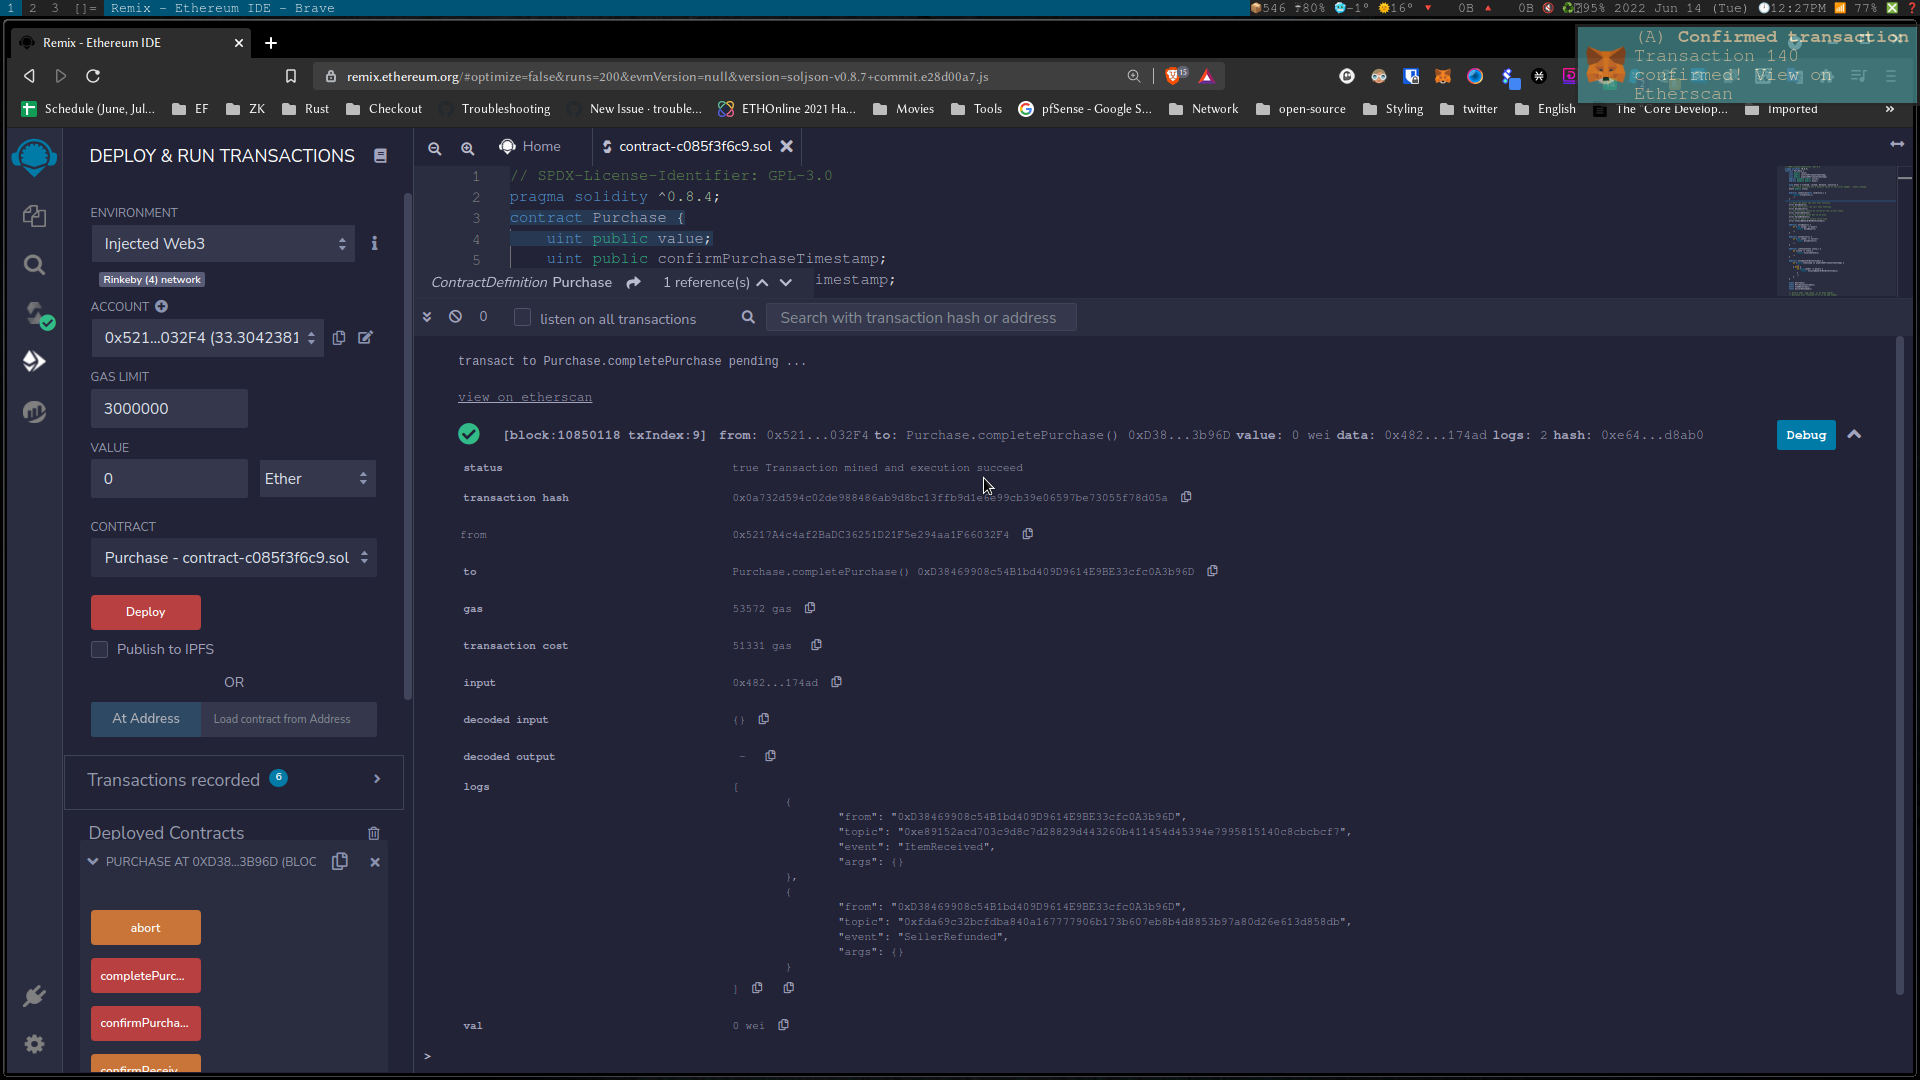 1 2 3 []= Remix - Ethereum IDE - Brave
546 80% -1° 16° 0B 0B 95% 2022 Jun 14 (Tue) 12:27PM 77%
Remix - Ethereum IDE
(A) Confirmed transaction
Transaction 140
confirmed! View on
Etherscan
remix.ethereum.org/#optimize=false&runs=200&evmVersion=null&version=soljson-v0.8.7+commit.e28d00a7.js
15
Schedule (June, Jul... EF ZK Rust Checkout Troubleshooting New Issue · trouble... ETHOnline 2021 Ha... Movies Tools pfSense - Google S... Network open-source Styling twitter English The "Core Develop... Imported »
DEPLOY & RUN TRANSACTIONS
ENVIRONMENT
Injected Web3
Rinkeby (4) network
ACCOUNT
0x521...032F4 (33.3042381
GAS LIMIT
3000000
VALUE
0 Ether
CONTRACT
Purchase - contract-c085f3f6c9.sol
Deploy
Publish to IPFS
OR
At Address Load contract from Address
Transactions recorded 6
Deployed Contracts
PURCHASE AT 0XD38...3B96D (BLOC
abort
completePurc...
confirmPurcha...
confirmReceiv...
Home contract-c085f3f6c9.sol
1 // SPDX-License-Identifier: GPL-3.0
2 pragma solidity ^0.8.4;
3 contract Purchase {
4 uint public value;
5 uint public confirmPurchaseTimestamp;
imestamp;
ContractDefinition Purchase 1 reference(s)
0 listen on all transactions Search with transaction hash or address
transact to Purchase.completePurchase pending ...
view on etherscan
[block:10850118 txIndex:9] from: 0x521...032F4 to: Purchase.completePurchase() 0xD38...3b96D value: 0 wei data: 0x482...174ad logs: 2 hash: 0xe64...d8ab0
Debug
status true Transaction mined and execution succeed
transaction hash 0x0a732d594c02de988486ab9d8bc13ffb9d1e6e99cb39e06597be73055f78d05a
from 0x5217A4c4af2BaDC36251D21F5e294aa1F66032F4
to Purchase.completePurchase() 0xD38469908c54B1bd409D9614E9BE33cfc0A3b96D
gas 53572 gas
transaction cost 51331 gas
input 0x482...174ad
decoded input {}
decoded output -
logs [
{
"from": "0xD38469908c54B1bd409D9614E9BE33cfc0A3b96D",
"topic": "0xe89152acd703c9d8c7d28829d443260b411454d45394e7995815140c8cbcbcf7",
"event": "ItemReceived",
"args": {}
},
{
"from": "0xD38469908c54B1bd409D9614E9BE33cfc0A3b96D",
"topic": "0xfda69c32bcfdba840a167777906b173b607eb8b4d8853b97a80d26e613d858db",
"event": "SellerRefunded",
"args": {}
}
]
val 0 wei
>